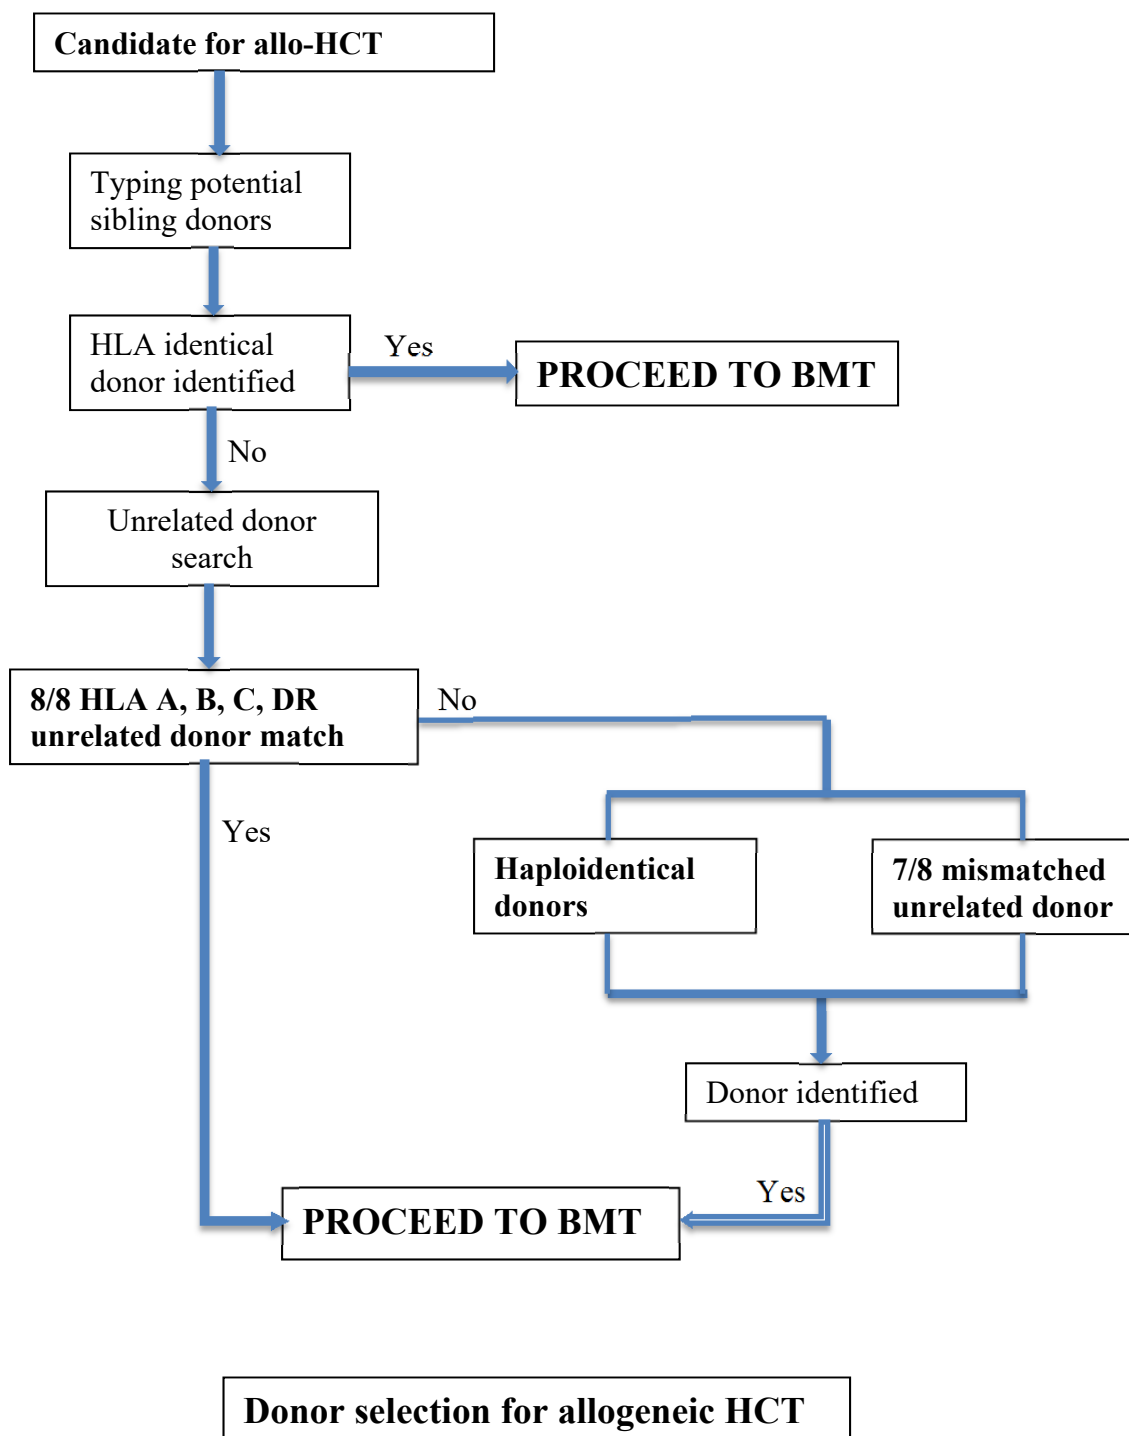 Candidate for allo-HCT
Typing potential
sibling donors
HLA identical
donor identified
Yes
PROCEED TO BMT
No
Unrelated donor
search
8/8 HLA A, B, C, DR
unrelated donor match
No
Yes
Haploidentical
donors
7/8 mismatched
unrelated donor
Donor identified
Yes
PROCEED TO BMT
Donor selection for allogeneic HCT